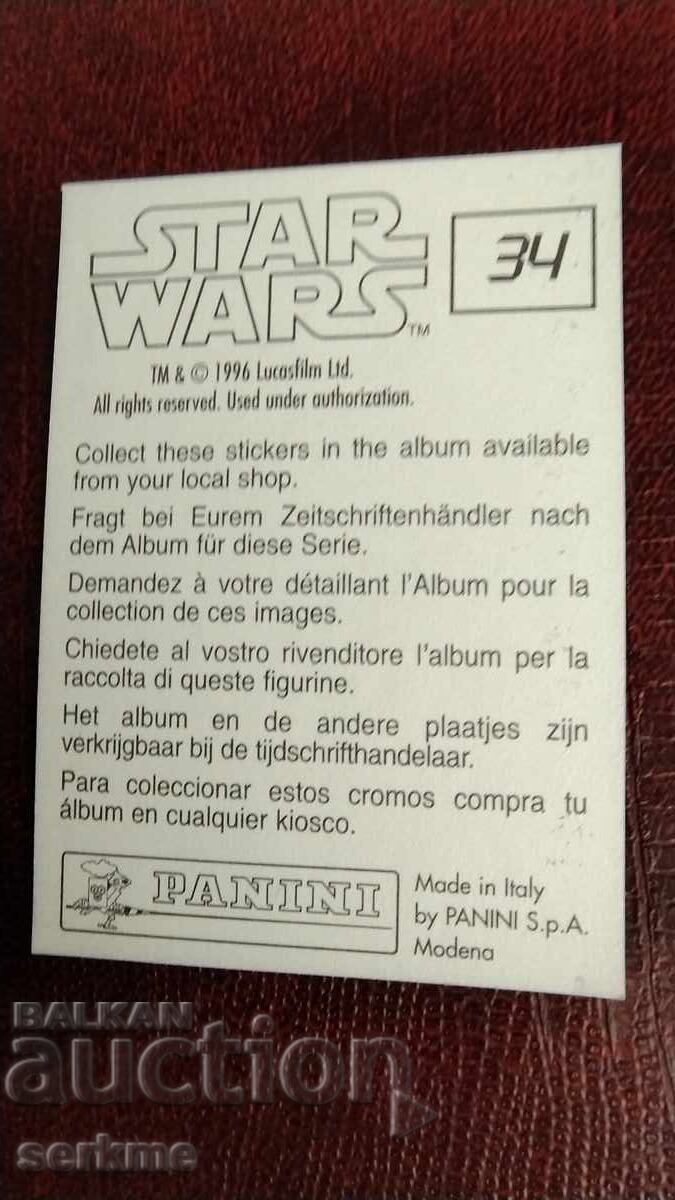 STAR
WARS™
34
TM & © 1996 Lucasfilm Ltd.
All rights reserved. Used under authorization.
Collect these stickers in the album available
from your local shop.
Fragt bei Eurem Zeitschriftenhändler nach
dem Album für diese Serie.
Demandez à votre détaillant l'Album pour la
collection de ces images.
Chiedete al vostro rivenditore l'album per la
raccolta di queste figurine.
Het album en de andere plaatjes zijn
verkrijgbaar bij de tijdschrifthandelaar.
Para coleccionar estos cromos compra tu
álbum en cualquier kiosco.
PANINI
Made in Italy
by PANINI S.p.A.
Modena
BALKAN
auction
serkme